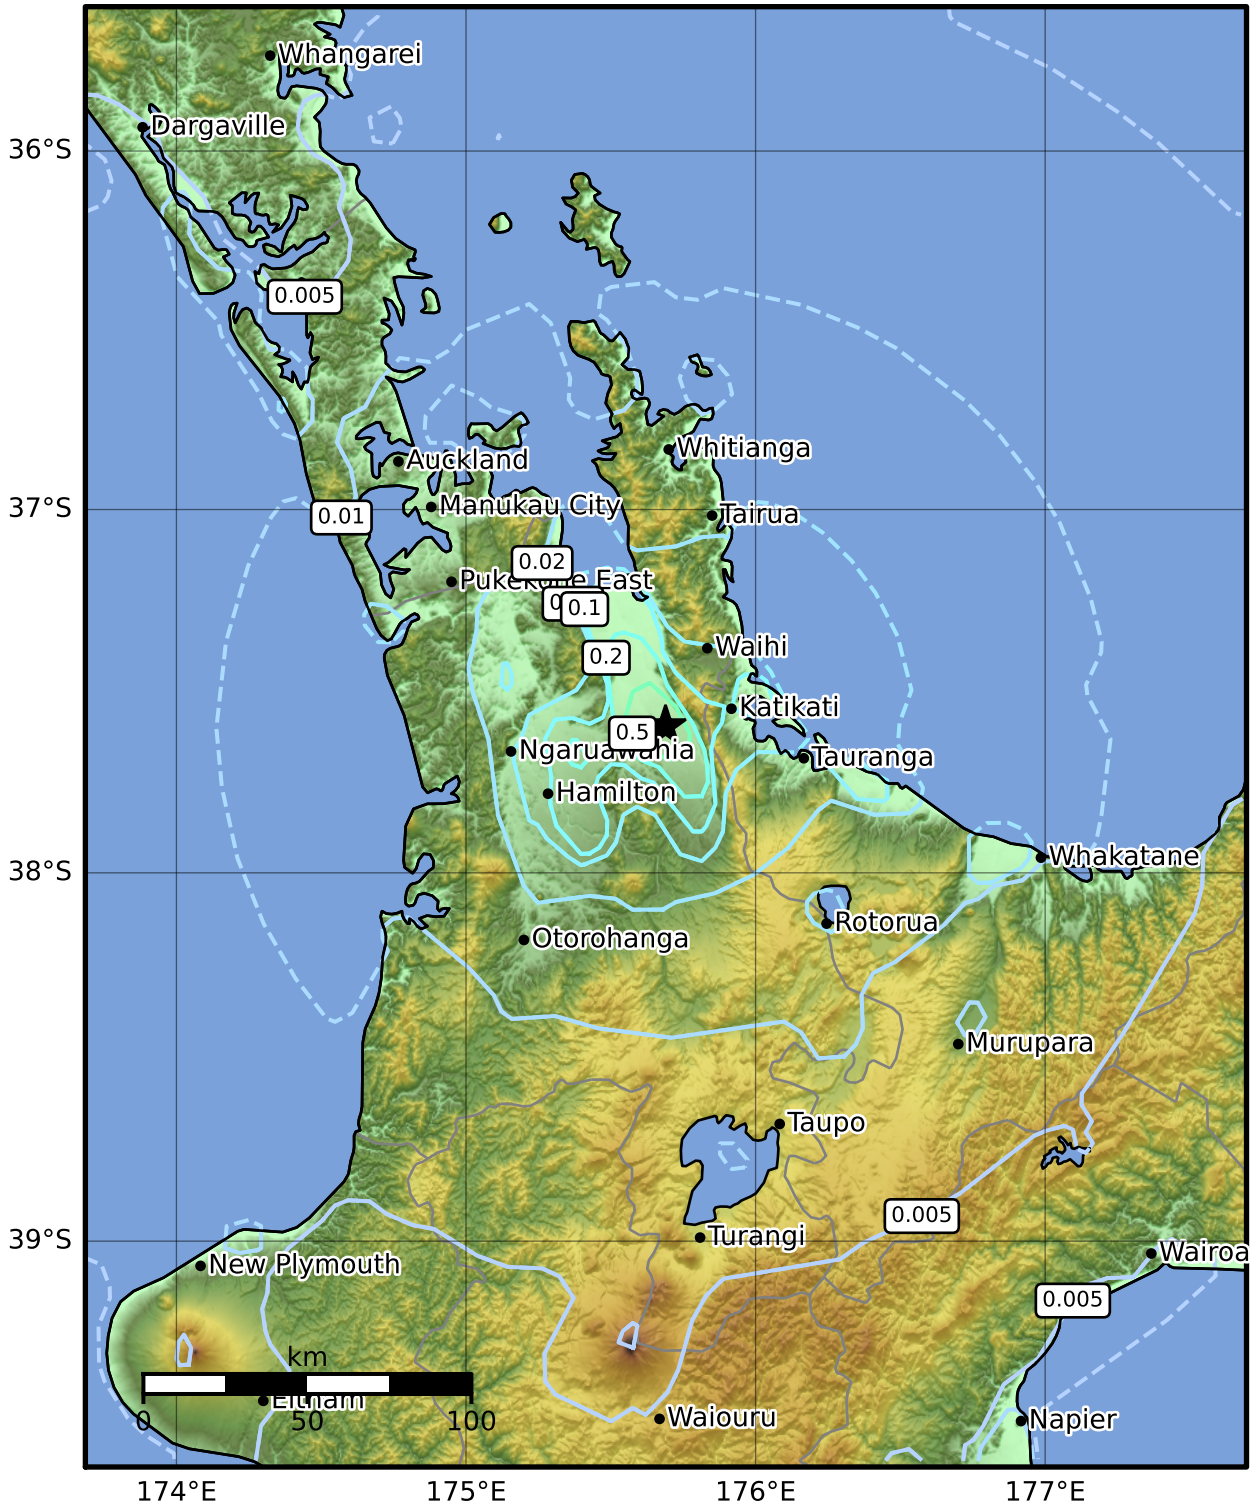 Whangarei
Dargaville
36°S
0.005
Whitianga
Auckland
Manukau City
37°S
0.01
Tairua
0.02
East
0.1
Waihi
0.2
Katikati
0.5
Ngaruawahia
Tauranga
Hamilton
Whakatane
38°S
Rotorua
Otorohanga
Murupara
Taupo
0.005
39°S
Turangi
Wairoa
New Plymouth
0.005
km
Eltham
0 50 100
Waiouru
Napier
174°E 175°E 176°E 177°E